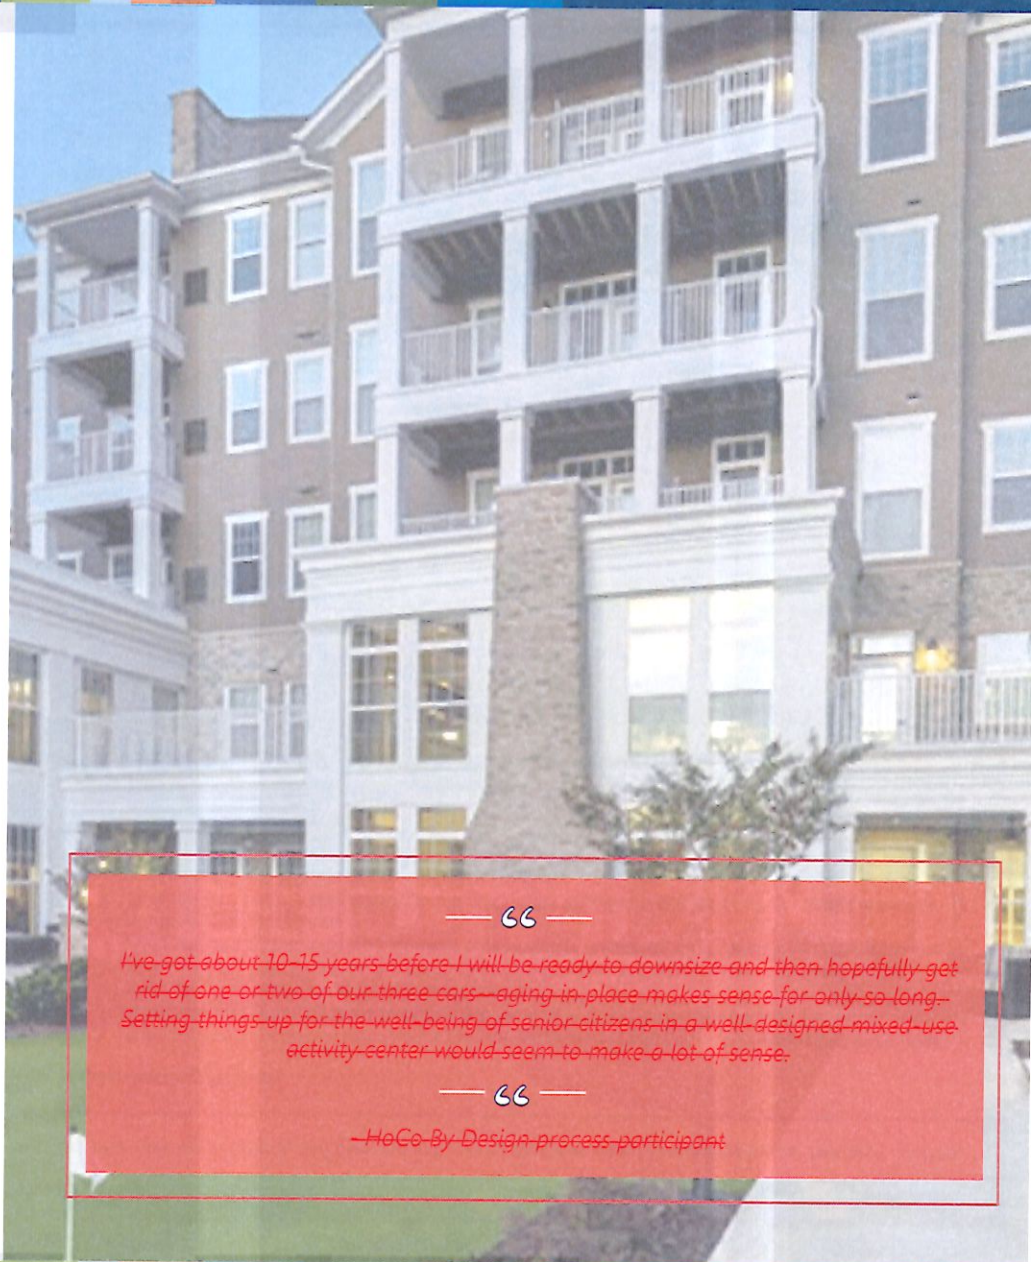 “
I've got about 10-15 years before I will be ready to downsize and then hopefully get
rid of one or two of our three cars—aging in place makes sense for only so long.
Setting things up for the well-being of senior citizens in a well-designed mixed-use
activity center would seem to make a lot of sense.
“
- HoCo By Design process participant